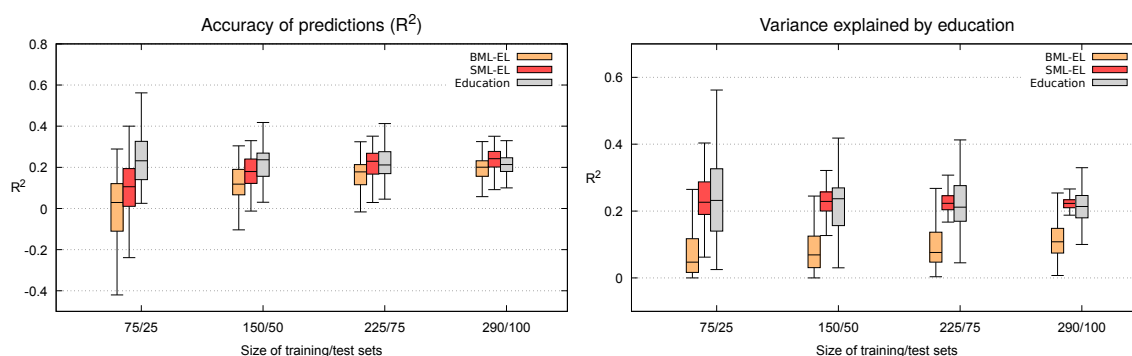 Accuracy of predictions (R²)
0.8
0.6
0.4
0.2
0
-0.2
-0.4
R²
BML-EL
SML-EL
Education
75/25
150/50
225/75
290/100
Size of training/test sets
Variance explained by education
0.6
0.4
0.2
0
R²
BML-EL
SML-EL
Education
75/25
150/50
225/75
290/100
Size of training/test sets